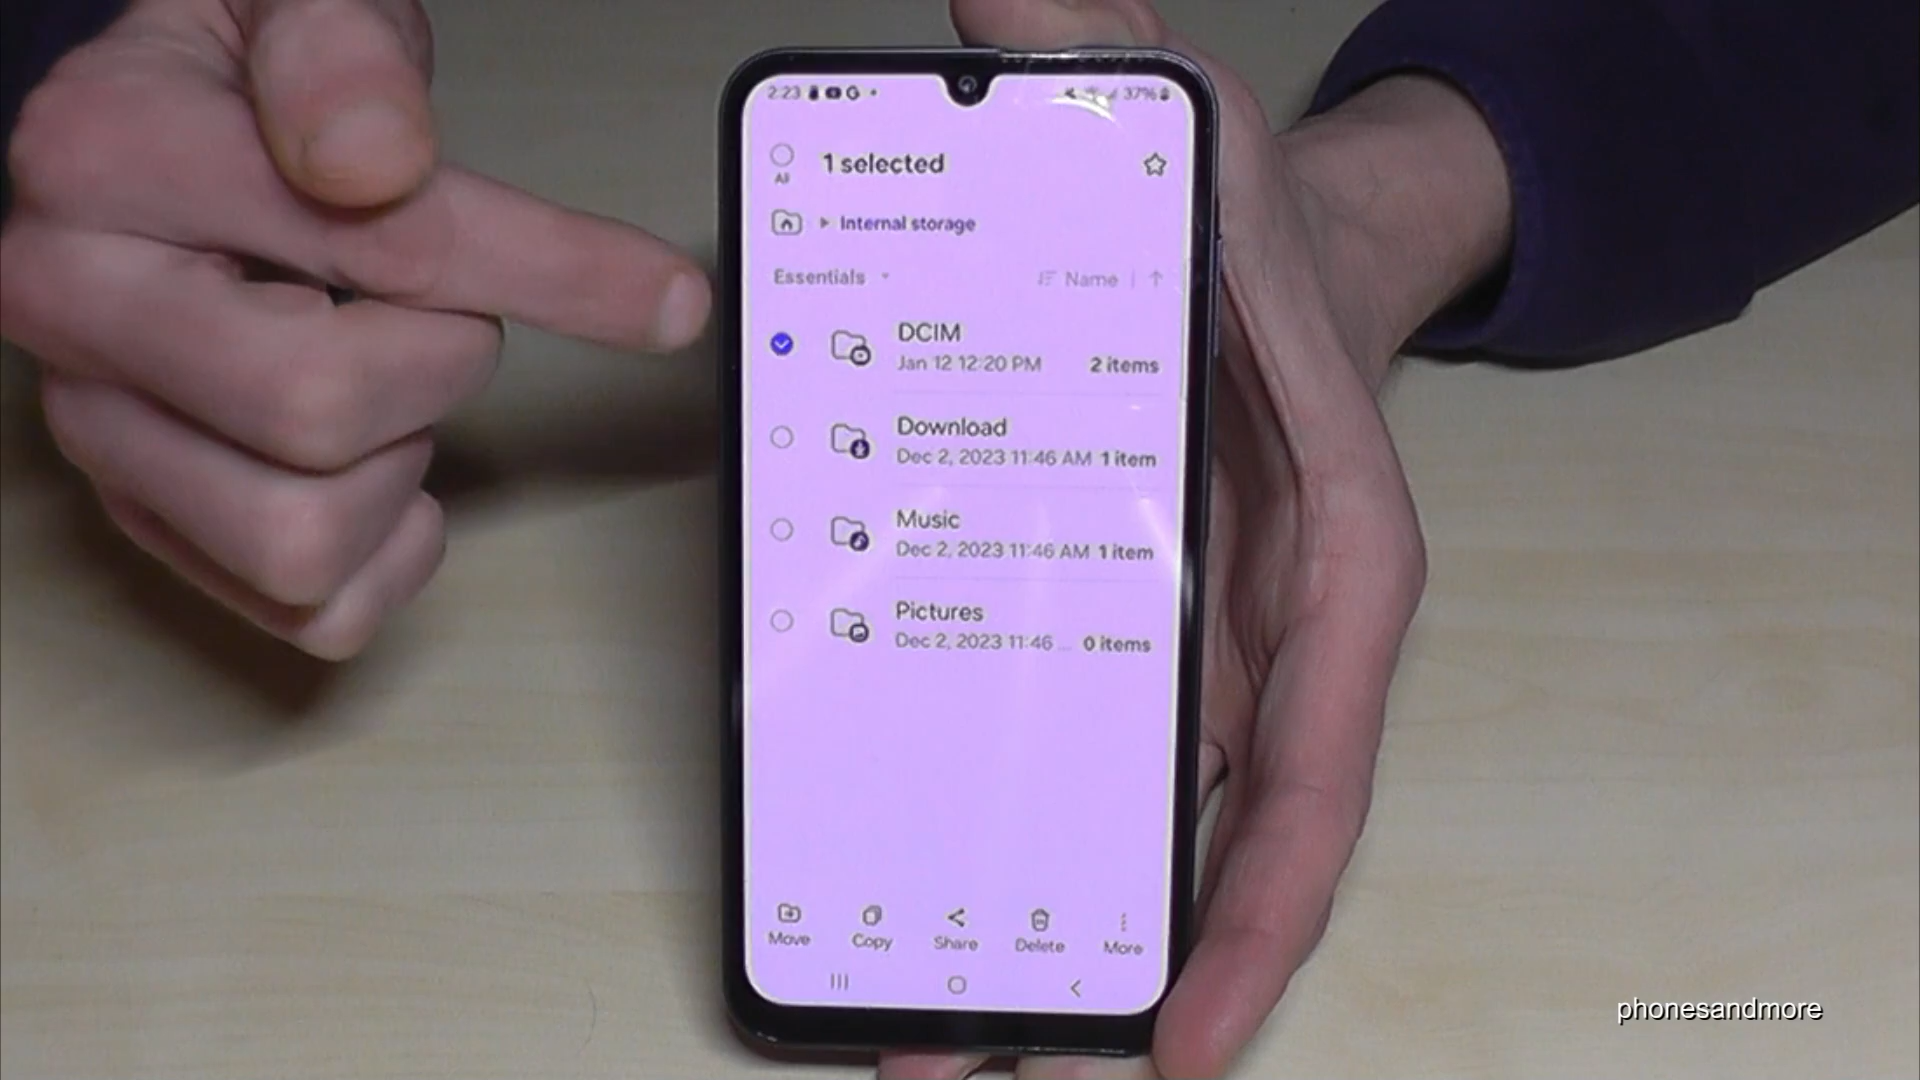 2:23 37%
1 selected
All
Internal storage
Essentials Name
DCIM
Jan 12 12:20 PM 2 items
Download
Dec 2, 2023 11:46 AM 1 item
Music
Dec 2, 2023 11:46 AM 1 item
Pictures
Dec 2, 2023 11:46 ... 0 items
Move Copy Share Delete More
phonesandmore